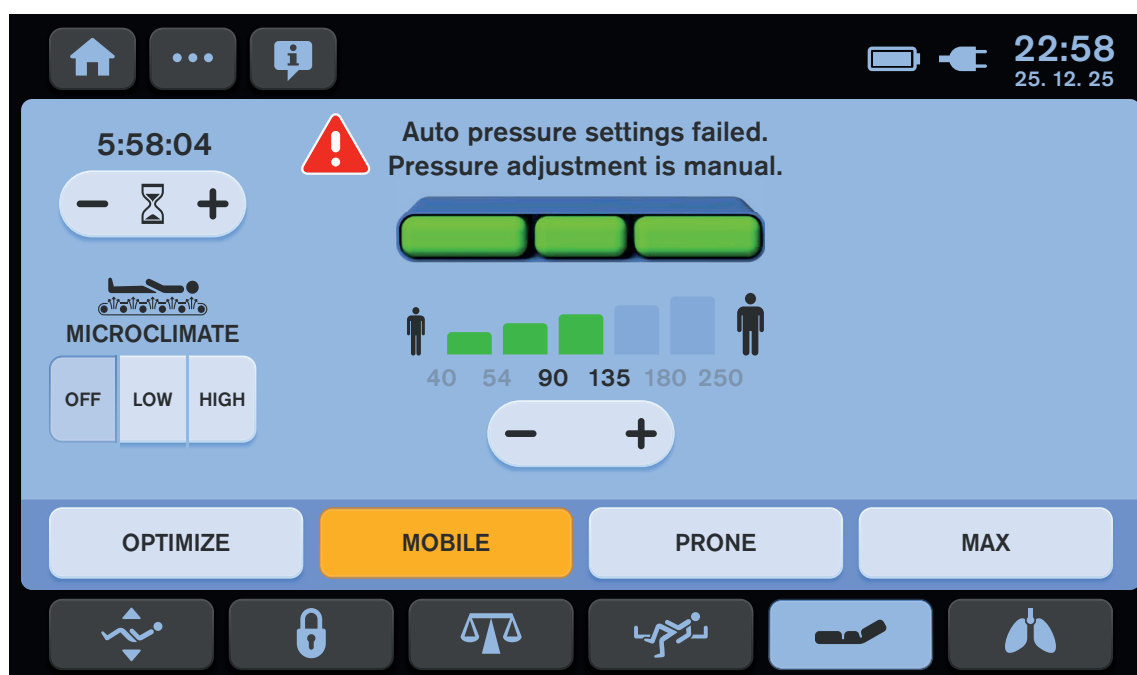 22:58
25. 12. 25
5:58:04
Auto pressure settings failed.
Pressure adjustment is manual.
MICROCLIMATE
OFF LOW HIGH
40 54 90 135 180 250
OPTIMIZE MOBILE PRONE MAX